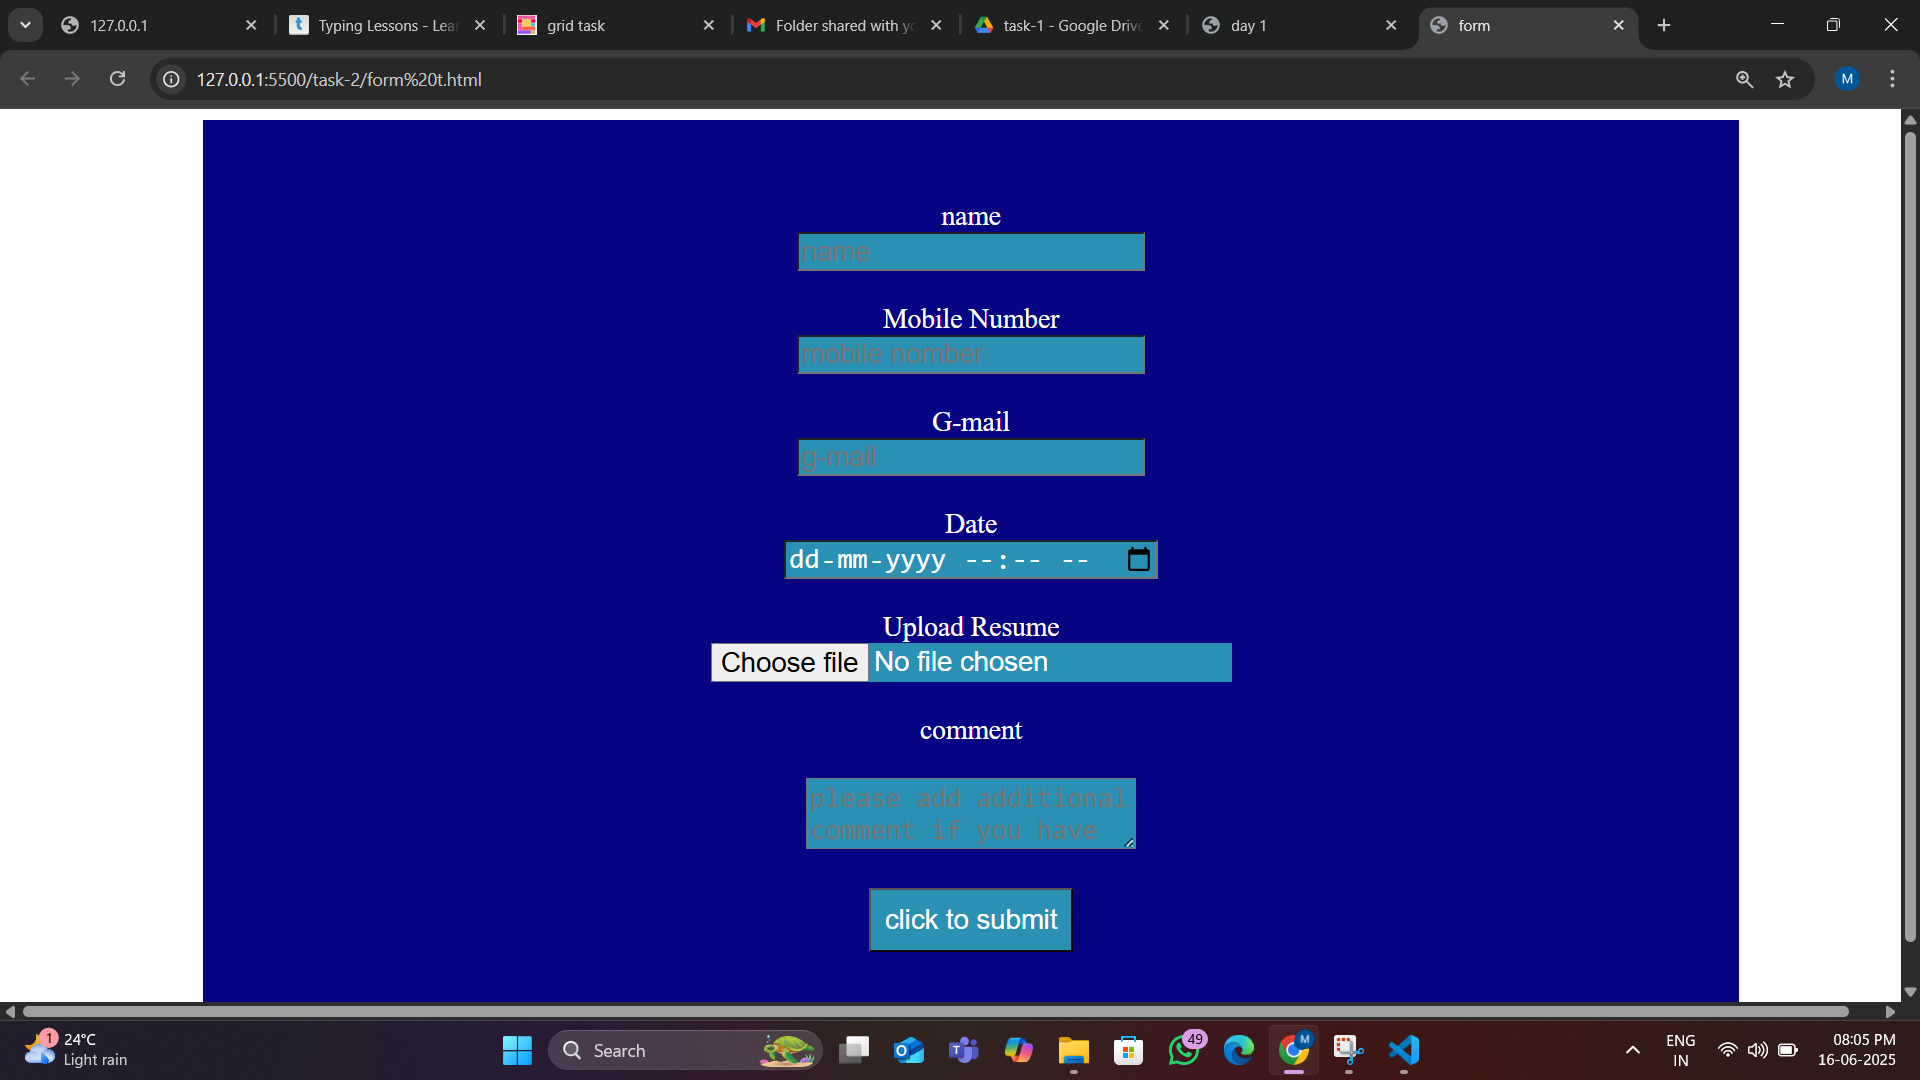 127.0.0.1
Typing Lessons - Lea
grid task
Folder shared with yo
task-1 - Google Drive
day 1
form
127.0.0.1:5500/task-2/form%20t.html
M
name
name
Mobile Number
mobile nomber
G-mail
g-mail
Date
dd-mm-yyyy --:-- --
Upload Resume
Choose file No file chosen
comment
please add additional
comment if you have
click to submit
1
24°C
Light rain
Search
49
M
ENG
IN
08:05 PM
16-06-2025